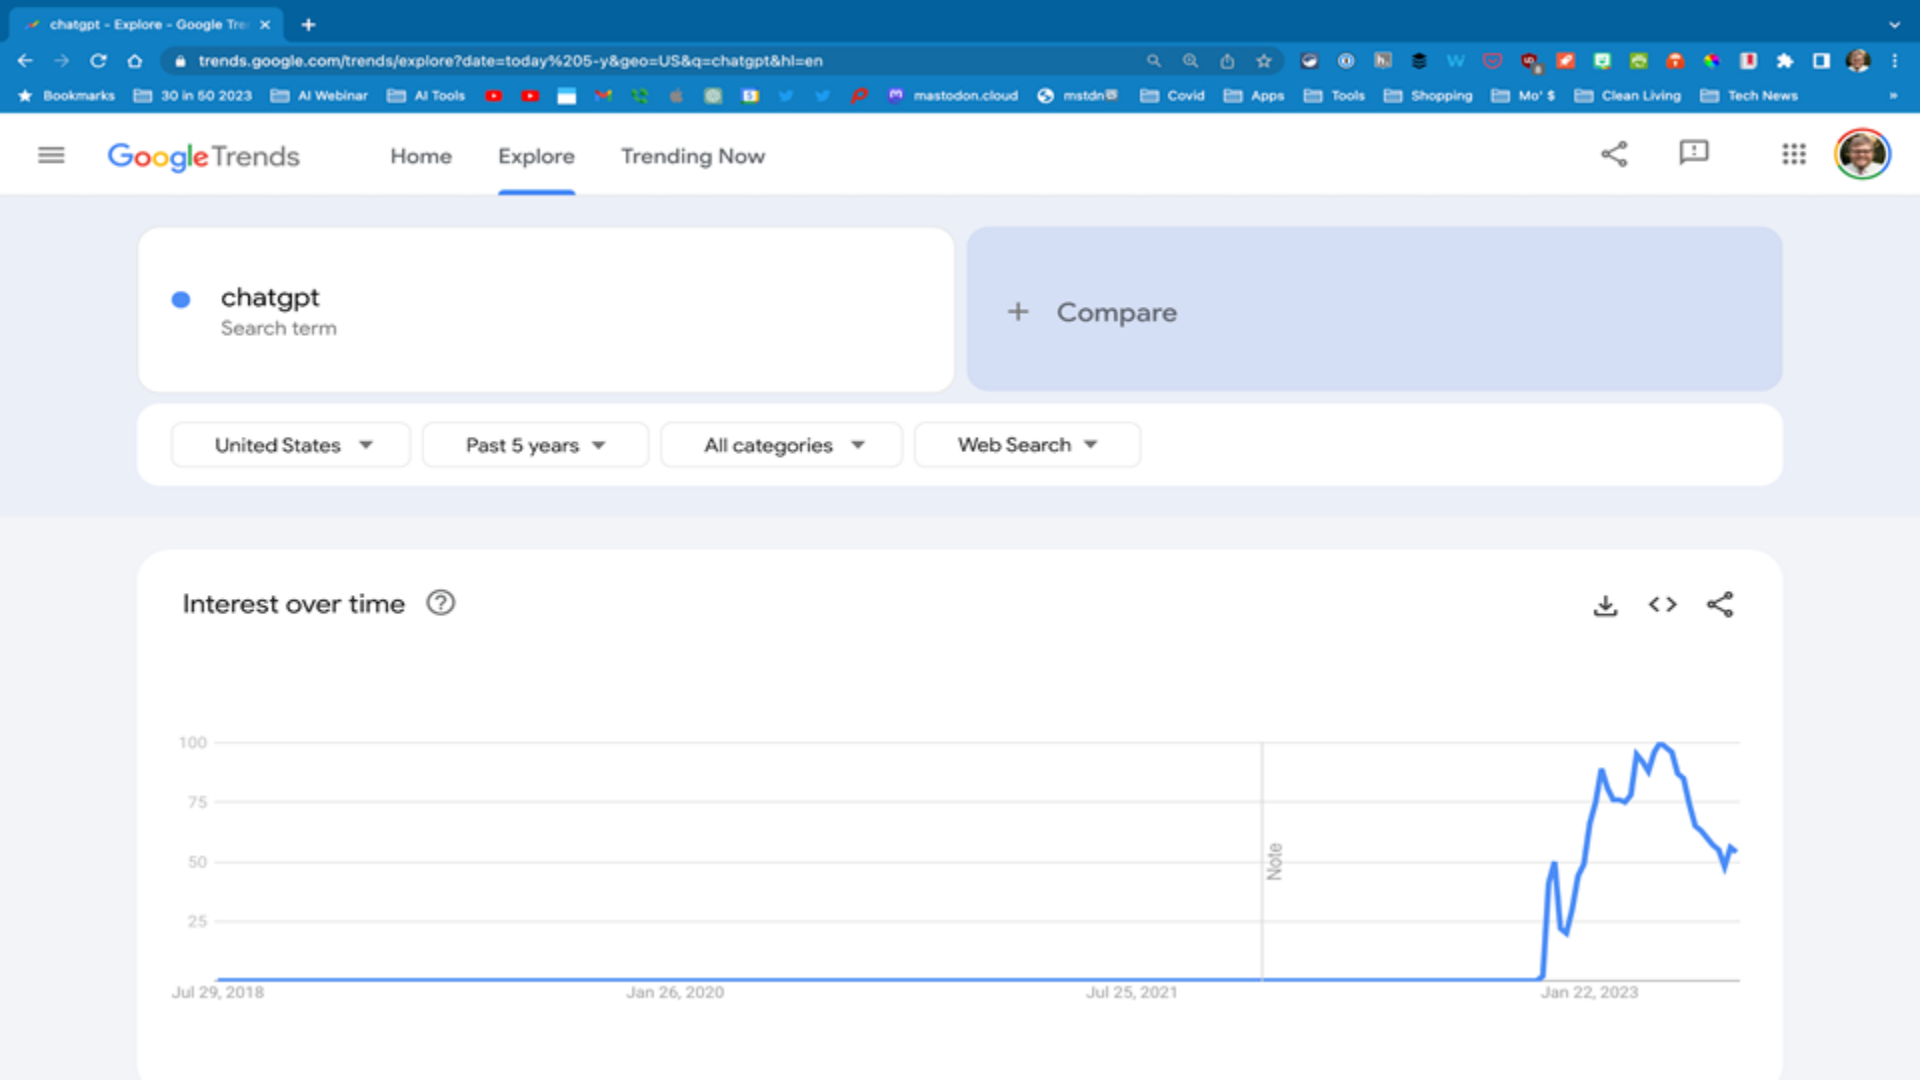 chatgpt - Explore - Google Tre
trends.google.com/trends/explore?date=today%205-y&geo=US&q=chatgpt&hl=en
Bookmarks 30 in 50 2023 AI Webinar AI Tools mastodon.cloud mstdn Covid Apps Tools Shopping Mo' $ Clean Living Tech News »
Google Trends Home Explore Trending Now
chatgpt
Search term
+ Compare
United States Past 5 years All categories Web Search
Interest over time
100
75
50
25
Note
Jul 29, 2018 Jan 26, 2020 Jul 25, 2021 Jan 22, 2023